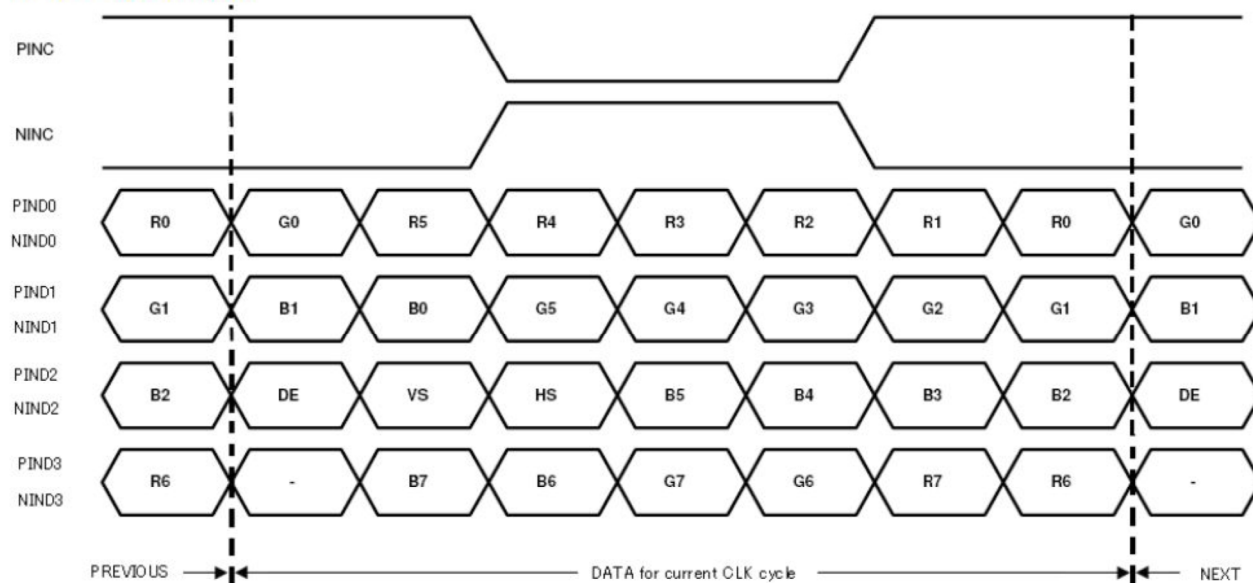 PINC
NINC
PIND0
NIND0
R0 G0 R5 R4 R3 R2 R1 R0 G0
PIND1
NIND1
G1 B1 B0 G5 G4 G3 G2 G1 B1
PIND2
NIND2
B2 DE VS HS B5 B4 B3 B2 DE
PIND3
NIND3
R6 - B7 B6 G7 G6 R7 R6 -
PREVIOUS DATA for current CLK cycle NEXT